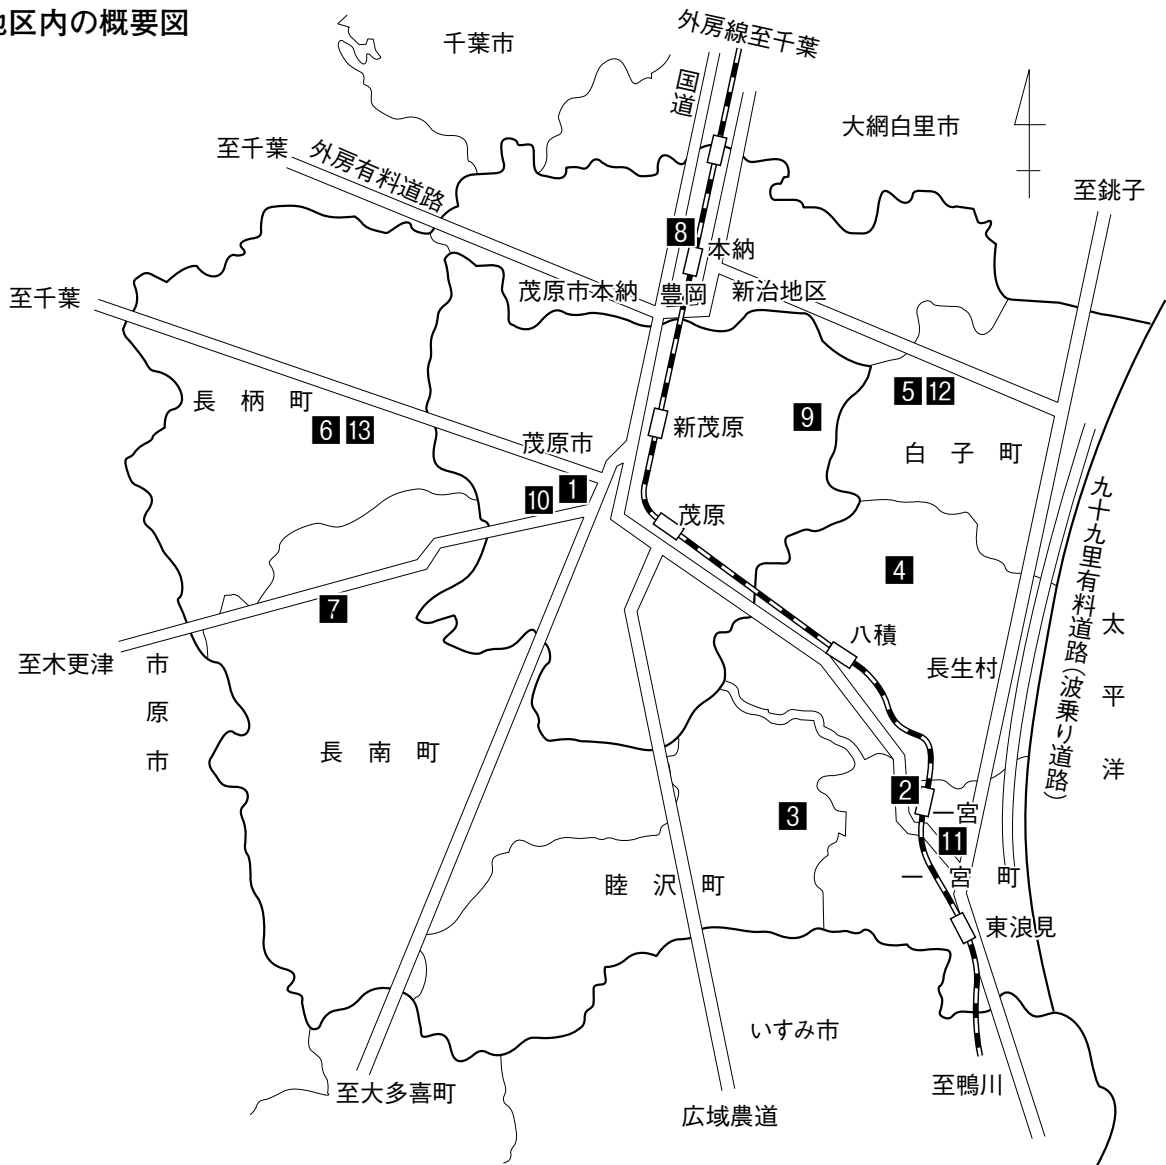 地区内の概要図
千葉市
外房線至千葉
国道
大網白里市
至千葉
外房有料道路
至銚子
8
本納
至千葉
茂原市本納
豊岡
新治地区
長柄町
6
13
茂原市
新茂原
9
5
12
白子町
10
1
茂原
九十九里有料道路(波乗り道路)
4
7
太平洋
八積
至木更津
市原市
長生村
長南町
2
3
一宮
11
睦沢町
一宮町
東浪見
いすみ市
至大多喜町
至鴨川
広域農道